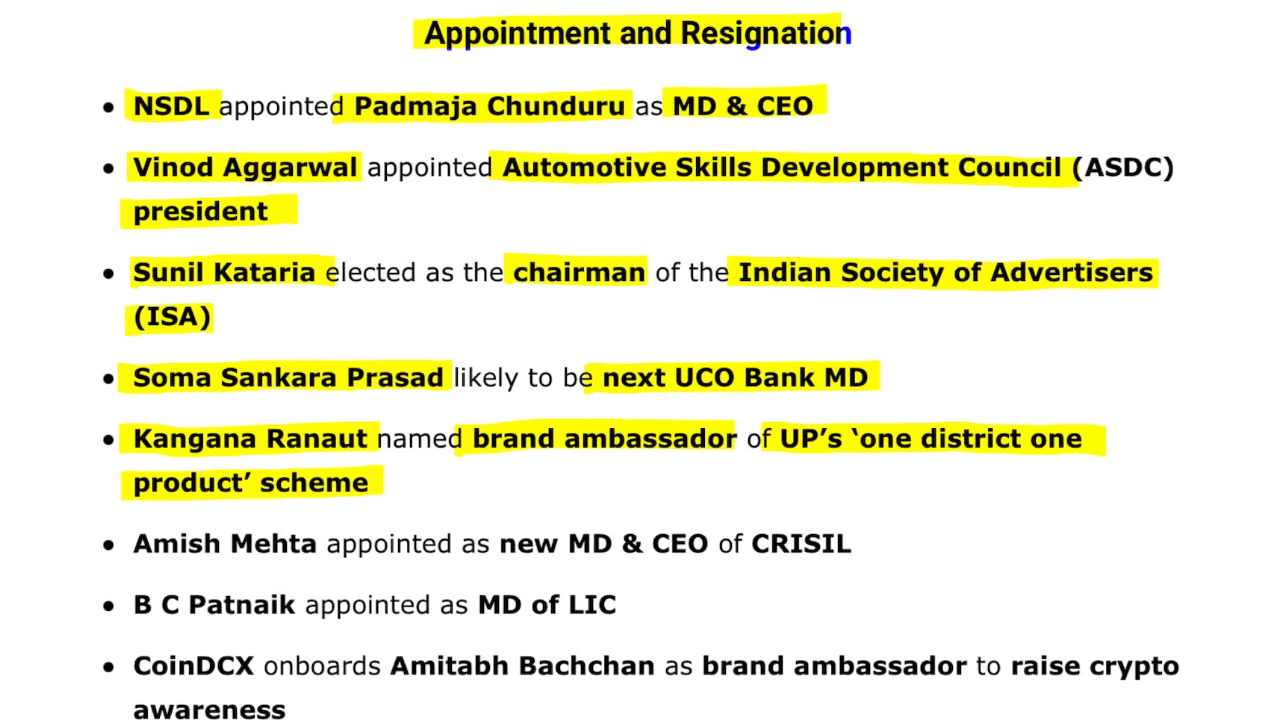 Appointment and Resignation
• NSDL appointed Padmaja Chunduru as MD & CEO
• Vinod Aggarwal appointed Automotive Skills Development Council (ASDC)
president
• Sunil Kataria elected as the chairman of the Indian Society of Advertisers
(ISA)
• Soma Sankara Prasad likely to be next UCO Bank MD
• Kangana Ranaut named brand ambassador of UP’s ‘one district one
product’ scheme
• Amish Mehta appointed as new MD & CEO of CRISIL
• B C Patnaik appointed as MD of LIC
• CoinDCX onboards Amitabh Bachchan as brand ambassador to raise crypto
awareness